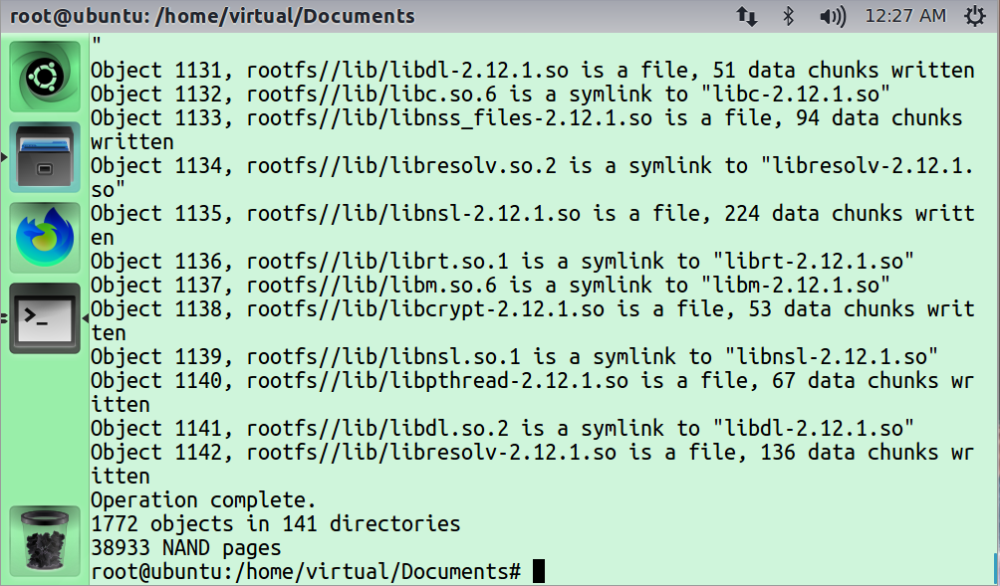 root@ubuntu: /home/virtual/Documents
12:27 AM
"
Object 1131, rootfs//lib/libdl-2.12.1.so is a file, 51 data chunks written
Object 1132, rootfs//lib/libc.so.6 is a symlink to "libc-2.12.1.so"
Object 1133, rootfs//lib/libnss_files-2.12.1.so is a file, 94 data chunks
written
Object 1134, rootfs//lib/libresolv.so.2 is a symlink to "libresolv-2.12.1.
so"
Object 1135, rootfs//lib/libnsl-2.12.1.so is a file, 224 data chunks writt
en
Object 1136, rootfs//lib/librt.so.1 is a symlink to "librt-2.12.1.so"
Object 1137, rootfs//lib/libm.so.6 is a symlink to "libm-2.12.1.so"
Object 1138, rootfs//lib/libcrypt-2.12.1.so is a file, 53 data chunks writ
ten
Object 1139, rootfs//lib/libnsl.so.1 is a symlink to "libnsl-2.12.1.so"
Object 1140, rootfs//lib/libpthread-2.12.1.so is a file, 67 data chunks wr
itten
Object 1141, rootfs//lib/libdl.so.2 is a symlink to "libdl-2.12.1.so"
Object 1142, rootfs//lib/libresolv-2.12.1.so is a file, 136 data chunks wr
itten
Operation complete.
1772 objects in 141 directories
38933 NAND pages
root@ubuntu:/home/virtual/Documents#